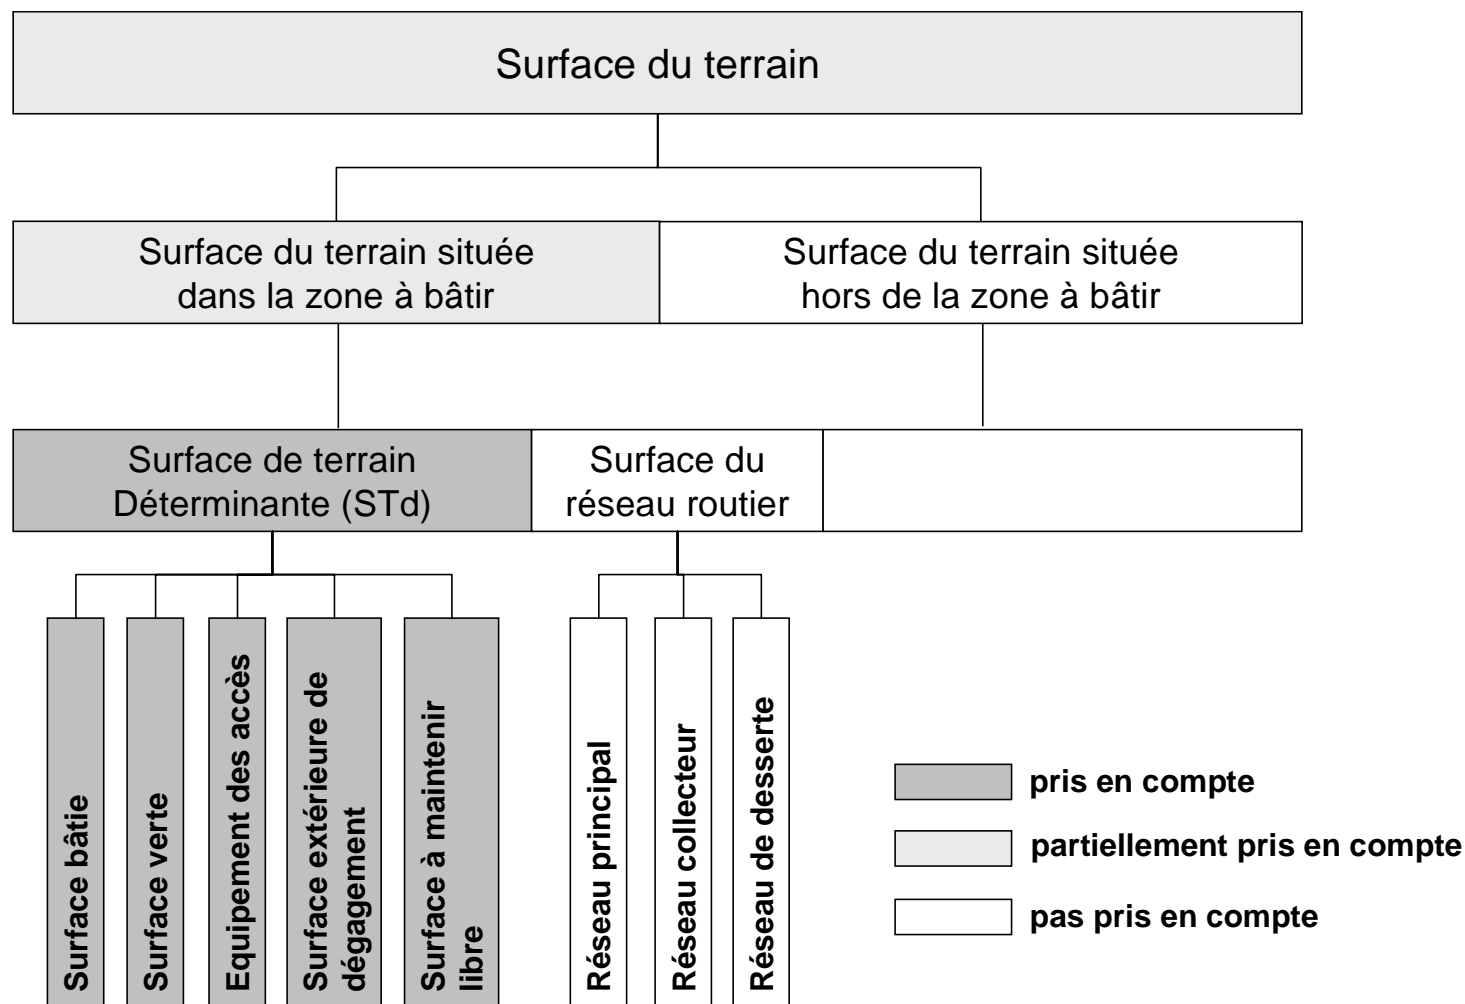 Surface du terrain
Surface du terrain située
dans la zone à bâtir
Surface du terrain située
hors de la zone à bâtir
Surface de terrain
Déterminante (STd)
Surface du
réseau routier
Surface bâtie
Surface verte
Equipement des accès
Surface extérieure de
dégagement
Surface à maintenir
libre
Réseau principal
Réseau collecteur
Réseau de desserte
pris en compte
partiellement pris en compte
pas pris en compte